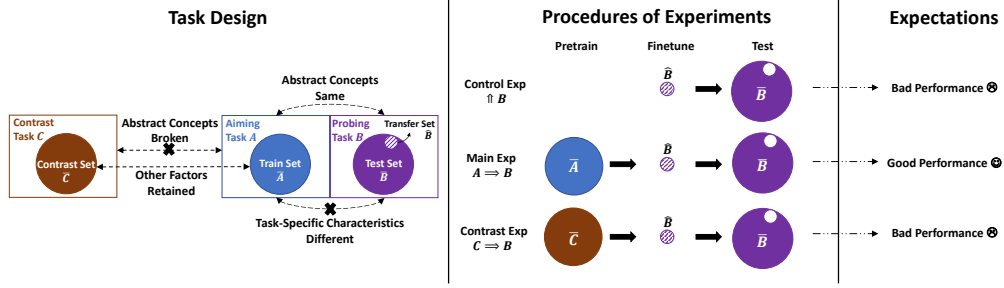 Task Design
Abstract Concepts
Same
Contrast
Task C
Abstract Concepts
Broken
Aiming
Task A
Probing
Task B
Transfer Set
B̂
Contrast Set
C̄
Other Factors
Retained
Train Set
Ā
Test Set
B̄
Task-Specific Characteristics
Different
Procedures of Experiments
Pretrain
Finetune
Test
Control Exp
⇑ B
B̂
B̄
Main Exp
A ⟹ B
Ā
B̂
B̄
Contrast Exp
C ⟹ B
C̄
B̂
B̄
Expectations
Bad Performance ☹
Good Performance ☺
Bad Performance ☹